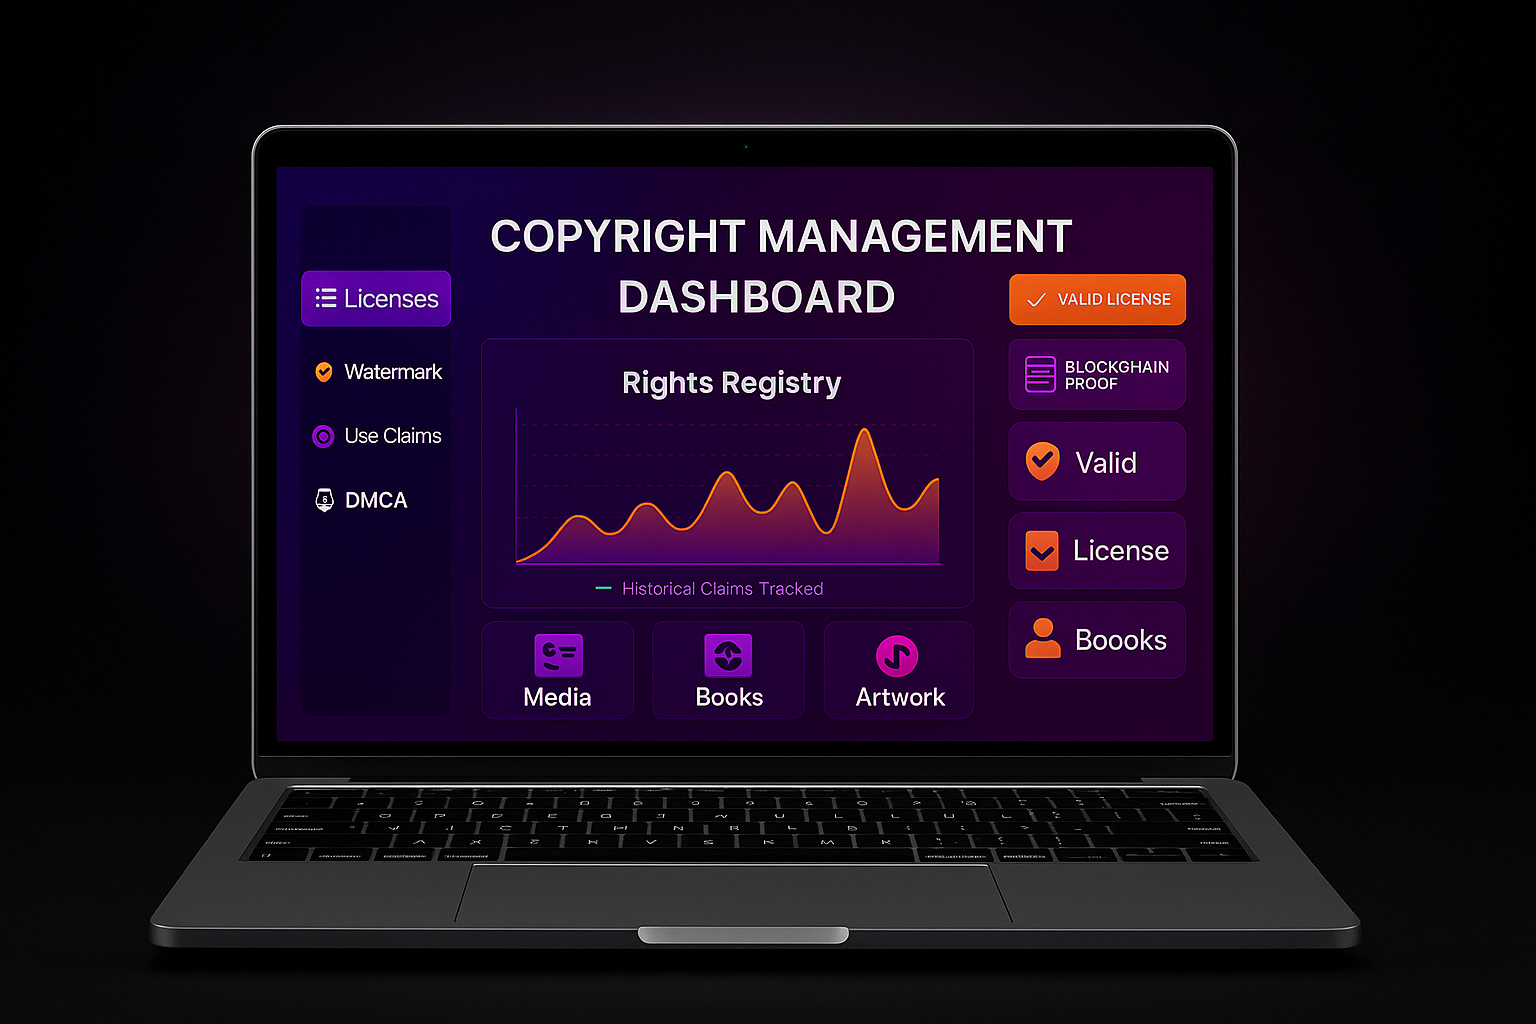 COPYRIGHT MANAGEMENT
DASHBOARD
Licenses
Watermark
Use Claims
DMCA
Rights Registry
Historical Claims Tracked
Media
Books
Artwork
VALID LICENSE
BLOCKGHAIN
PROOF
Valid
License
Boooks